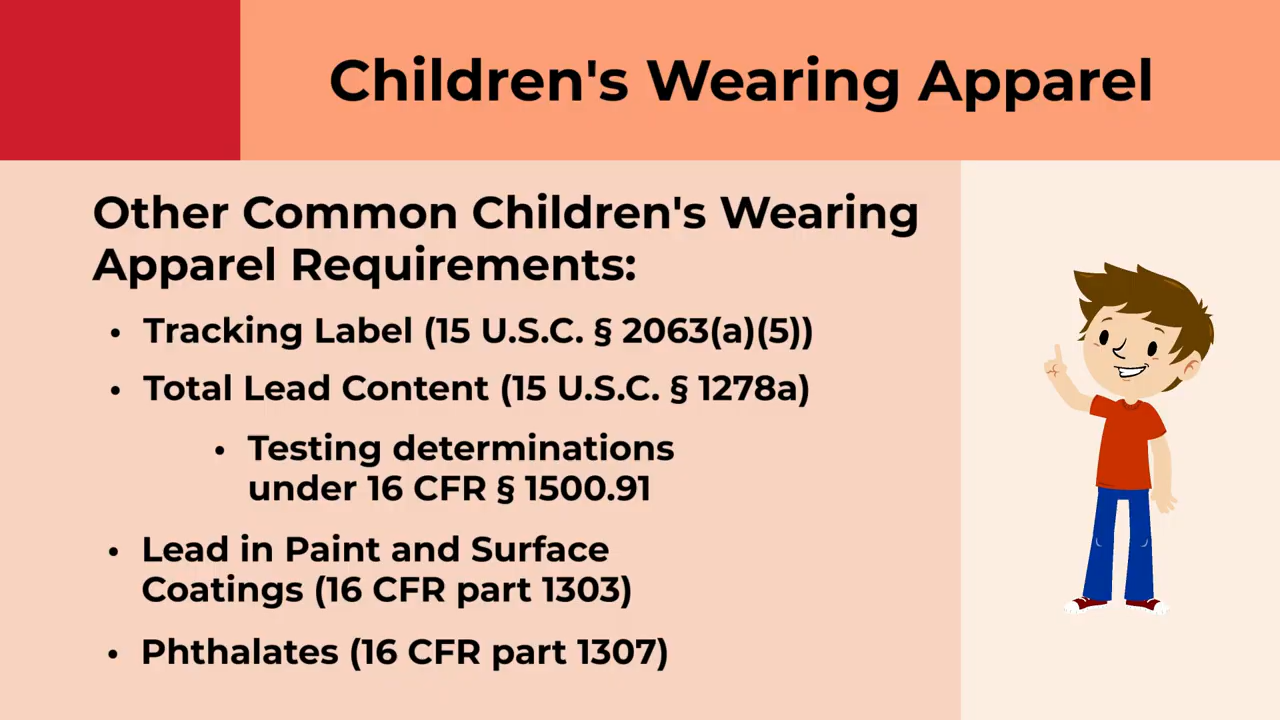 Children's Wearing Apparel
Other Common Children's Wearing
Apparel Requirements:
• Tracking Label (15 U.S.C. § 2063(a)(5))
• Total Lead Content (15 U.S.C. § 1278a)
• Testing determinations
under 16 CFR § 1500.91
• Lead in Paint and Surface
Coatings (16 CFR part 1303)
• Phthalates (16 CFR part 1307)